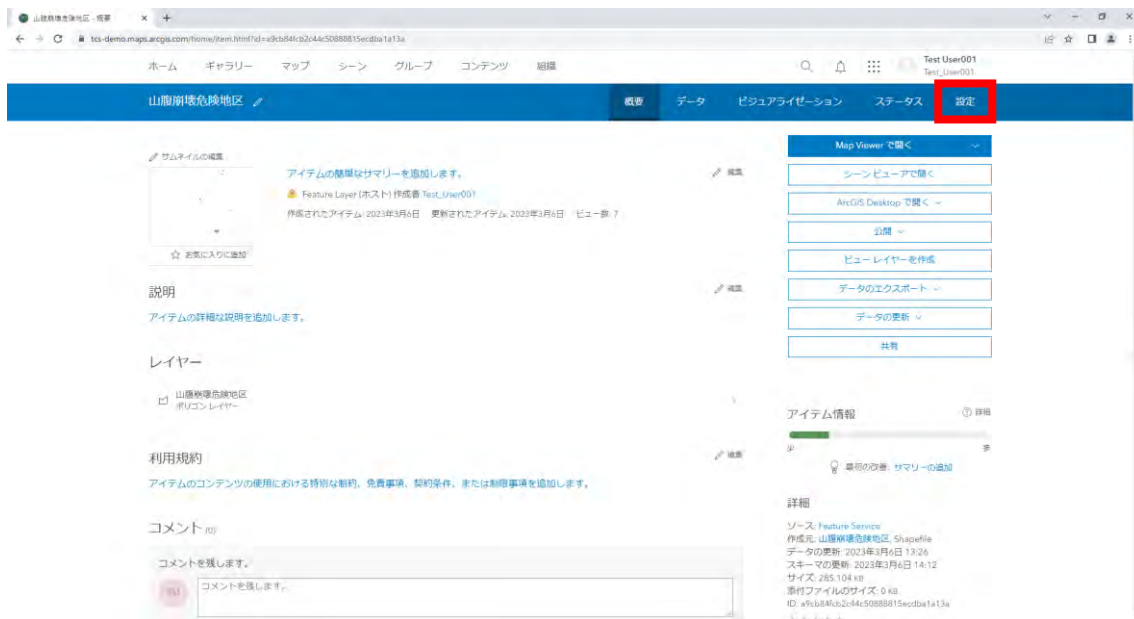 山腹崩壊危険地区 - 概要
tcs-demo.maps.arcgis.com/home/item.html?id=a9cb84fcb2c44c50888815ecdba1a13a
ホーム ギャラリー マップ シーン グループ コンテンツ 組織
Test User001
Test_User001
山腹崩壊危険地区
概要 データ ビジュアライゼーション ステータス 設定
サムネイルの編集
お気に入りに追加
アイテムの簡単なサマリーを追加します。
編集
Feature Layer (ホスト) 作成者 Test_User001
作成されたアイテム: 2023年3月6日 更新されたアイテム: 2023年3月6日 ビュー数: 7
説明
編集
アイテムの詳細な説明を追加します。
レイヤー
山腹崩壊危険地区
ポリゴン レイヤー
利用規約
編集
アイテムのコンテンツの使用における特別な制約、免責事項、契約条件、または制限事項を追加します。
コメント (0)
コメントを残します。
TU
コメントを残します。
Map Viewer で開く
シーン ビューアで開く
ArcGIS Desktop で開く
公開
ビュー レイヤーを作成
データのエクスポート
データの更新
共有
アイテム情報
詳細
少 多
最初の改善: サマリーの追加
詳細
ソース: Feature Service
作成元: 山腹崩壊危険地区, Shapefile
データの更新: 2023年3月6日 13:26
スキーマの更新: 2023年3月6日 14:12
サイズ: 285.104 KB
添付ファイルのサイズ: 0 KB
ID: a9cb84fcb2c44c50888815ecdba1a13a